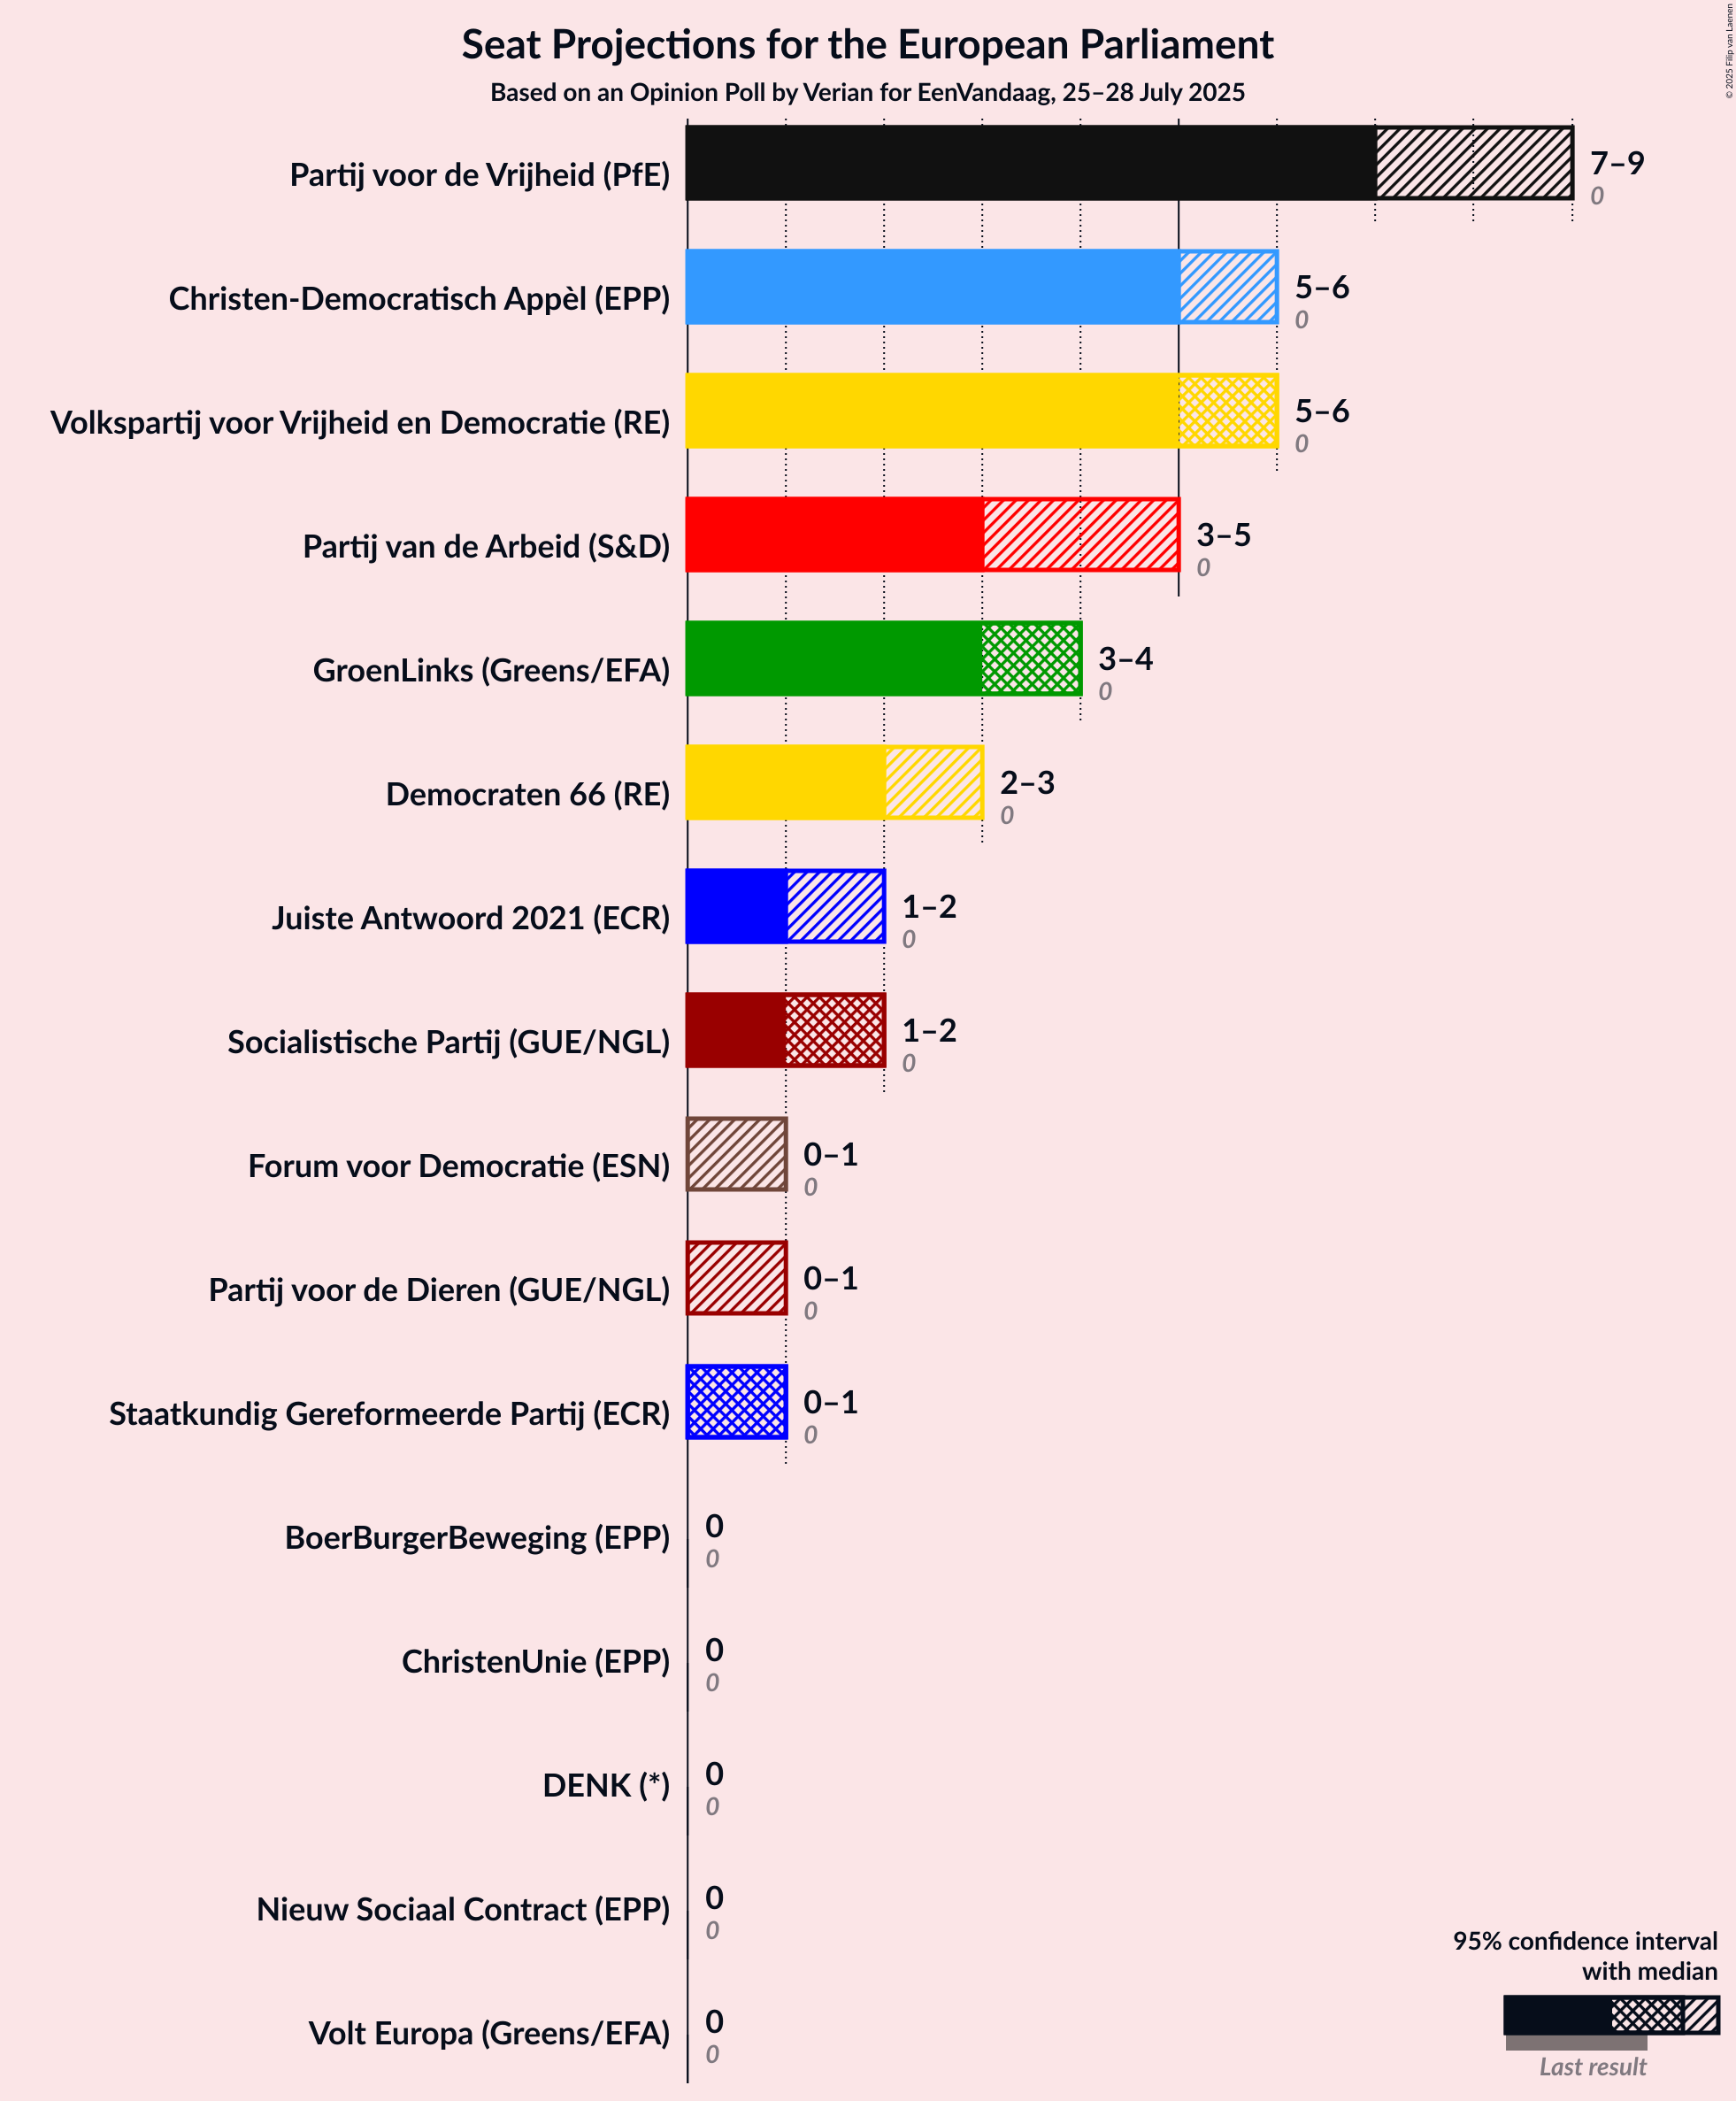 Seat Projections for the European Parliament
Based on an Opinion Poll by Verian for EenVandaag, 25–28 July 2025
© 2025 Filip van Laenen
Partij voor de Vrijheid (PfE)
7–9
0
Christen-Democratisch Appèl (EPP)
5–6
0
Volkspartij voor Vrijheid en Democratie (RE)
5–6
0
Partij van de Arbeid (S&D)
3–5
0
GroenLinks (Greens/EFA)
3–4
0
Democraten 66 (RE)
2–3
0
Juiste Antwoord 2021 (ECR)
1–2
0
Socialistische Partij (GUE/NGL)
1–2
0
Forum voor Democratie (ESN)
0–1
0
Partij voor de Dieren (GUE/NGL)
0–1
0
Staatkundig Gereformeerde Partij (ECR)
0–1
0
BoerBurgerBeweging (EPP)
0
0
ChristenUnie (EPP)
0
0
DENK (*)
0
0
Nieuw Sociaal Contract (EPP)
0
0
Volt Europa (Greens/EFA)
0
0
95% confidence interval
with median
Last result